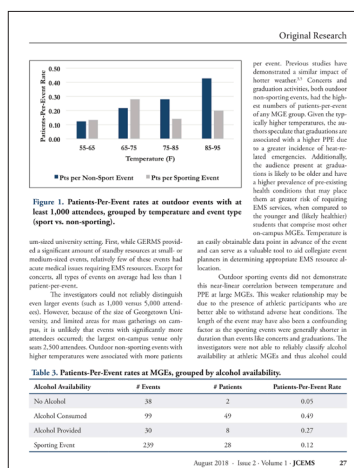 Original Research
Patients-Per-Event Rate
0.50
0.40
0.30
0.20
0.10
0.00
55-65
65-75
75-85
85-95
Temperature (F)
Pts per Non-Sport Event
Pts per Sporting Event
Figure 1. Patients-Per-Event rates at outdoor events with at
least 1,000 attendees, grouped by temperature and event type
(sport vs. non-sporting).
um-sized university setting. First, while GERMS provid-
ed a significant amount of standby resources at small- or
medium-sized events, relatively few of these events had
acute medical issues requiring EMS resources. Except for
concerts, all types of events on average had less than 1
patient-per-event.
The investigators could not reliably distinguish
even larger events (such as 1,000 versus 5,000 attend-
ees). However, because of the size of Georgetown Uni-
versity, and limited areas for mass gatherings on cam-
pus, it is unlikely that events with significantly more
attendees occurred; the largest on-campus venue only
seats 2,500 attendees. Outdoor non-sporting events with
higher temperatures were associated with more patients
per event. Previous studies have
demonstrated a similar impact of
hotter weather. Concerts and
graduation activities, both outdoor
non-sporting events, had the high-
est numbers of patients-per-event
of any MGE group. Given the typ-
ically higher temperatures, the au-
thors speculate that graduations are
associated with a higher PPE due
to a greater incidence of heat-re-
lated emergencies. Additionally,
the audience present at gradua-
tions is likely to be older and have
a higher prevalence of pre-existing
health conditions that may place
them at greater risk of requiring
EMS services, when compared to
the younger and (likely healthier)
students that comprise most other
on-campus MGEs. Temperature is
an easily obtainable data point in advance of the event
and can serve as a valuable tool to aid collegiate event
planners in determining appropriate EMS resource al-
location.
Outdoor sporting events did not demonstrate
this near-linear correlation between temperature and
PPE at large MGEs. This weaker relationship may be
due to the presence of athletic participants who are
better able to withstand adverse heat conditions. The
length of the event may have also been a confounding
factor as the sporting events were generally shorter in
duration than events like concerts and graduations. The
investigators were not able to reliably classify alcohol
availability at athletic MGEs and thus alcohol could
Table 3. Patients-Per-Event rates at MGEs, grouped by alcohol availability.
Alcohol Availability # Events # Patients Patients-Per-Event Rate
No Alcohol 38 2 0.05
Alcohol Consumed 99 49 0.49
Alcohol Provided 30 8 0.27
Sporting Event 239 28 0.12
August 2018 · Issue 2 · Volume 1 · JCEMS 27